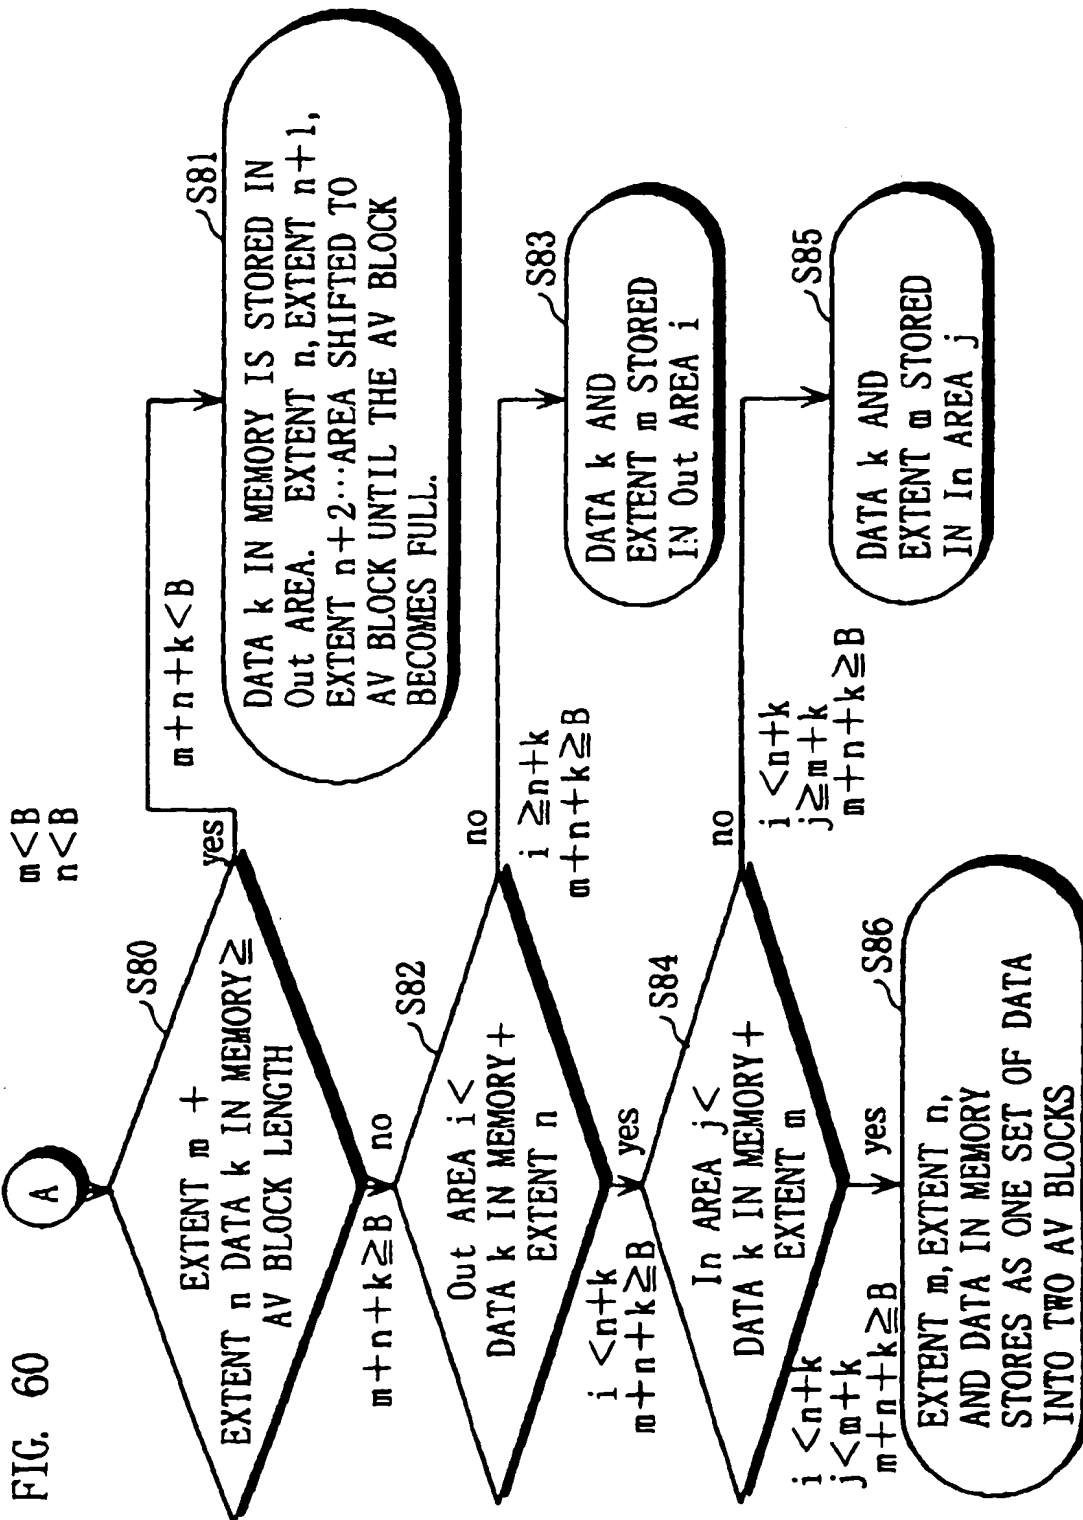 FIG. 60
m<B
n<B
A
S80
EXTENT m +
EXTENT n DATA k IN MEMORY≧
AV BLOCK LENGTH
yes
m+n+k<B
S81
DATA k IN MEMORY IS STORED IN
Out AREA. EXTENT n, EXTENT n+1,
EXTENT n+2···AREA SHIFTED TO
AV BLOCK UNTIL THE AV BLOCK
BECOMES FULL.
no
m+n+k≧B
S82
Out AREA i<
DATA k IN MEMORY+
EXTENT n
no
i ≧n+k
m+n+k≧B
S83
DATA k AND
EXTENT m STORED
IN Out AREA i
yes
i <n+k
m+n+k≧B
S84
In AREA j<
DATA k IN MEMORY+
EXTENT m
no
i <n+k
j≧m+k
m+n+k≧B
S85
DATA k AND
EXTENT m STORED
IN In AREA j
yes
i <n+k
j<m+k
m+n+k≧B
S86
EXTENT m, EXTENT n,
AND DATA IN MEMORY
STORES AS ONE SET OF DATA
INTO TWO AV BLOCKS